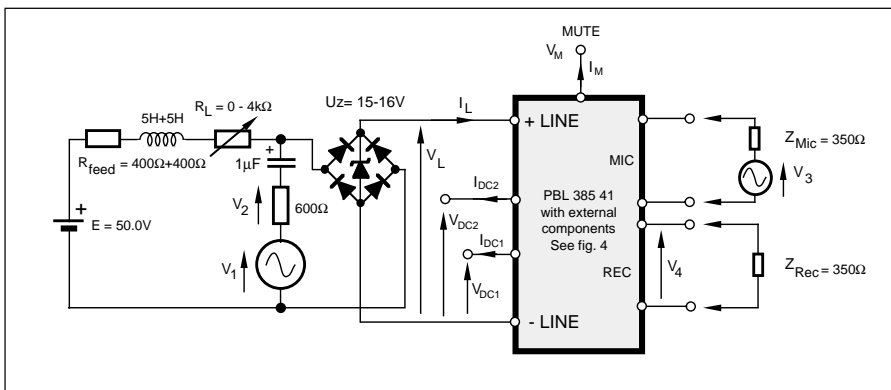 MUTE
V_M
I_M
5H+5H
R_L = 0 - 4kΩ
Uz= 15-16V
I_L
+ LINE
R_feed = 400Ω+400Ω
1μF
+
V_L
MIC
Z_Mic = 350Ω
V_3
I_DC2
V_2
600Ω
V_DC2
PBL 385 41
with external
components
See fig. 4
+
E = 50.0V
I_DC1
V_1
V_DC1
REC
V_4
Z_Rec = 350Ω
- LINE